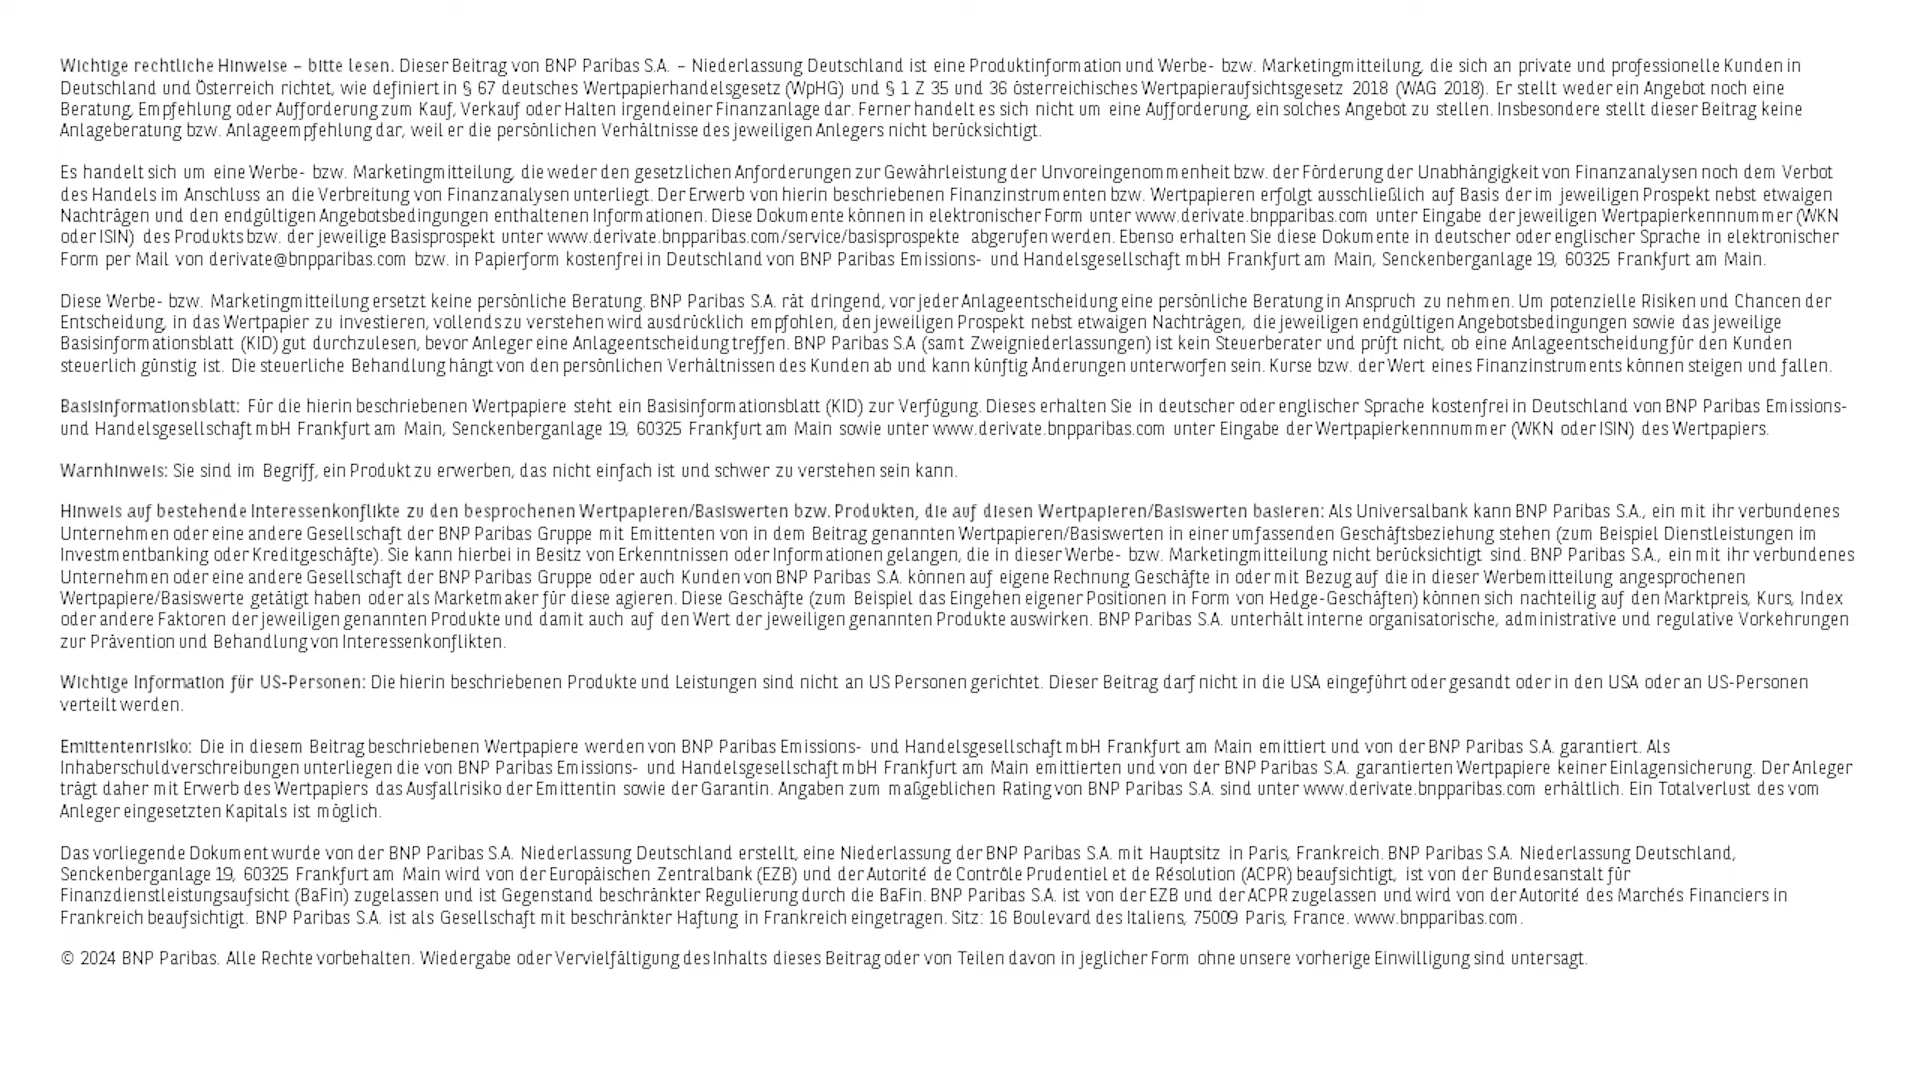 Wichtige rechtliche Hinweise – bitte lesen. Dieser Beitrag von BNP Paribas S.A. – Niederlassung Deutschland ist eine Produktinformation und Werbe- bzw. Marketingmitteilung, die sich an private und professionelle Kunden in
Deutschland und Österreich richtet, wie definiert in § 67 deutsches Wertpapierhandelsgesetz (WpHG) und § 1 Z 35 und 36 österreichisches Wertpapieraufsichtsgesetz 2018 (WAG 2018). Er stellt weder ein Angebot noch eine
Beratung, Empfehlung oder Aufforderung zum Kauf, Verkauf oder Halten irgendeiner Finanzanlage dar. Ferner handelt es sich nicht um eine Aufforderung, ein solches Angebot zu stellen. Insbesondere stellt dieser Beitrag keine
Anlageberatung bzw. Anlageempfehlung dar, weil er die persönlichen Verhältnisse des jeweiligen Anlegers nicht berücksichtigt.
Es handelt sich um eine Werbe- bzw. Marketingmitteilung, die weder den gesetzlichen Anforderungen zur Gewährleistung der Unvoreingenommenheit bzw. der Förderung der Unabhängigkeit von Finanzanalysen noch dem Verbot
des Handels im Anschluss an die Verbreitung von Finanzanalysen unterliegt. Der Erwerb von hierin beschriebenen Finanzinstrumenten bzw. Wertpapieren erfolgt ausschließlich auf Basis der im jeweiligen Prospekt nebst etwaigen
Nachträgen und den endgültigen Angebotsbedingungen enthaltenen Informationen. Diese Dokumente können in elektronischer Form unter www.derivate.bnpparibas.com unter Eingabe der jeweiligen Wertpapierkennnummer (WKN
oder ISIN) des Produkts bzw. der jeweilige Basisprospekt unter www.derivate.bnpparibas.com/service/basisprospekte abgerufen werden. Ebenso erhalten Sie diese Dokumente in deutscher oder englischer Sprache in elektronischer
Form per Mail von derivate@bnpparibas.com bzw. in Papierform kostenfrei in Deutschland von BNP Paribas Emissions- und Handelsgesellschaft mbH Frankfurt am Main, Senckenberganlage 19, 60325 Frankfurt am Main.
Diese Werbe- bzw. Marketingmitteilung ersetzt keine persönliche Beratung. BNP Paribas S.A. rät dringend, vor jeder Anlageentscheidung eine persönliche Beratung in Anspruch zu nehmen. Um potenzielle Risiken und Chancen der
Entscheidung, in das Wertpapier zu investieren, vollends zu verstehen wird ausdrücklich empfohlen, den jeweiligen Prospekt nebst etwaigen Nachträgen, die jeweiligen endgültigen Angebotsbedingungen sowie das jeweilige
Basisinformationsblatt (KID) gut durchzulesen, bevor Anleger eine Anlageentscheidung treffen. BNP Paribas S.A (samt Zweigniederlassungen) ist kein Steuerberater und prüft nicht, ob eine Anlageentscheidung für den Kunden
steuerlich günstig ist. Die steuerliche Behandlung hängt von den persönlichen Verhältnissen des Kunden ab und kann künftig Änderungen unterworfen sein. Kurse bzw. der Wert eines Finanzinstruments können steigen und fallen.
Basisinformationsblatt: Für die hierin beschriebenen Wertpapiere steht ein Basisinformationsblatt (KID) zur Verfügung. Dieses erhalten Sie in deutscher oder englischer Sprache kostenfrei in Deutschland von BNP Paribas Emissions-
und Handelsgesellschaft mbH Frankfurt am Main, Senckenberganlage 19, 60325 Frankfurt am Main sowie unter www.derivate.bnpparibas.com unter Eingabe der Wertpapierkennnummer (WKN oder ISIN) des Wertpapiers.
Warnhinweis: Sie sind im Begriff, ein Produkt zu erwerben, das nicht einfach ist und schwer zu verstehen sein kann.
Hinweis auf bestehende Interessenkonflikte zu den besprochenen Wertpapieren/Basiswerten bzw. Produkten, die auf diesen Wertpapieren/Basiswerten basieren: Als Universalbank kann BNP Paribas S.A., ein mit ihr verbundenes
Unternehmen oder eine andere Gesellschaft der BNP Paribas Gruppe mit Emittenten von in dem Beitrag genannten Wertpapieren/Basiswerten in einer umfassenden Geschäftsbeziehung stehen (zum Beispiel Dienstleistungen im
Investmentbanking oder Kreditgeschäfte). Sie kann hierbei in Besitz von Erkenntnissen oder Informationen gelangen, die in dieser Werbe- bzw. Marketingmitteilung nicht berücksichtigt sind. BNP Paribas S.A., ein mit ihr verbundenes
Unternehmen oder eine andere Gesellschaft der BNP Paribas Gruppe oder auch Kunden von BNP Paribas S.A. können auf eigene Rechnung Geschäfte in oder mit Bezug auf die in dieser Werbemitteilung angesprochenen
Wertpapiere/Basiswerte getätigt haben oder als Marketmaker für diese agieren. Diese Geschäfte (zum Beispiel das Eingehen eigener Positionen in Form von Hedge-Geschäften) können sich nachteilig auf den Marktpreis, Kurs, Index
oder andere Faktoren der jeweiligen genannten Produkte und damit auch auf den Wert der jeweiligen genannten Produkte auswirken. BNP Paribas S.A. unterhält interne organisatorische, administrative und regulative Vorkehrungen
zur Prävention und Behandlung von Interessenkonflikten.
Wichtige Information für US-Personen: Die hierin beschriebenen Produkte und Leistungen sind nicht an US Personen gerichtet. Dieser Beitrag darf nicht in die USA eingeführt oder gesandt oder in den USA oder an US-Personen
verteilt werden.
Emittentenrisiko: Die in diesem Beitrag beschriebenen Wertpapiere werden von BNP Paribas Emissions- und Handelsgesellschaft mbH Frankfurt am Main emittiert und von der BNP Paribas S.A. garantiert. Als
Inhaberschuldverschreibungen unterliegen die von BNP Paribas Emissions- und Handelsgesellschaft mbH Frankfurt am Main emittierten und von der BNP Paribas S.A. garantierten Wertpapiere keiner Einlagensicherung. Der Anleger
trägt daher mit Erwerb des Wertpapiers das Ausfallrisiko der Emittentin sowie der Garantin. Angaben zum maßgeblichen Rating von BNP Paribas S.A. sind unter www.derivate.bnpparibas.com erhältlich. Ein Totalverlust des vom
Anleger eingesetzten Kapitals ist möglich.
Das vorliegende Dokument wurde von der BNP Paribas S.A. Niederlassung Deutschland erstellt, eine Niederlassung der BNP Paribas S.A. mit Hauptsitz in Paris, Frankreich. BNP Paribas S.A. Niederlassung Deutschland,
Senckenberganlage 19, 60325 Frankfurt am Main wird von der Europäischen Zentralbank (EZB) und der Autorité de Contrôle Prudentiel et de Résolution (ACPR) beaufsichtigt, ist von der Bundesanstalt für
Finanzdienstleistungsaufsicht (BaFin) zugelassen und ist Gegenstand beschränkter Regulierung durch die BaFin. BNP Paribas S.A. ist von der EZB und der ACPR zugelassen und wird von der Autorité des Marchés Financiers in
Frankreich beaufsichtigt. BNP Paribas S.A. ist als Gesellschaft mit beschränkter Haftung in Frankreich eingetragen. Sitz: 16 Boulevard des Italiens, 75009 Paris, France. www.bnpparibas.com.
© 2024 BNP Paribas. Alle Rechte vorbehalten. Wiedergabe oder Vervielfältigung des Inhalts dieses Beitrag oder von Teilen davon in jeglicher Form ohne unsere vorherige Einwilligung sind untersagt.